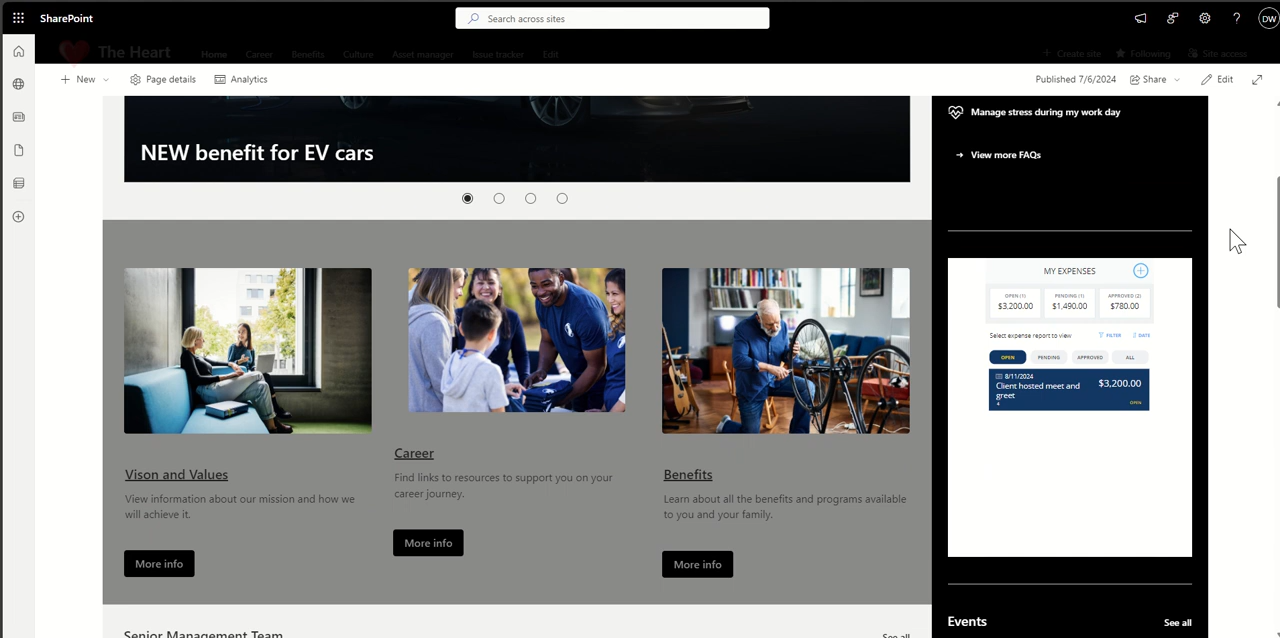 SharePoint
Search across sites
DW
The Heart
Home
Career
Benefits
Culture
Asset manager
Issue tracker
Edit
Create site
Following
Site access
New
Page details
Analytics
Published 7/6/2024
Share
Edit
NEW benefit for EV cars
Manage stress during my work day
View more FAQs
MY EXPENSES
OPEN (1)
$3,200.00
PENDING (1)
$1,490.00
APPROVED (2)
$780.00
Select expense report to view
FILTER
DATE
OPEN
PENDING
APPROVED
ALL
8/11/2024
Client hosted meet and
greet
$3,200.00
4
OPEN
Vison and Values
View information about our mission and how we
will achieve it.
More info
Career
Find links to resources to support you on your
career journey.
More info
Benefits
Learn about all the benefits and programs available
to you and your family.
More info
Senior Management Team
See all
Events
See all